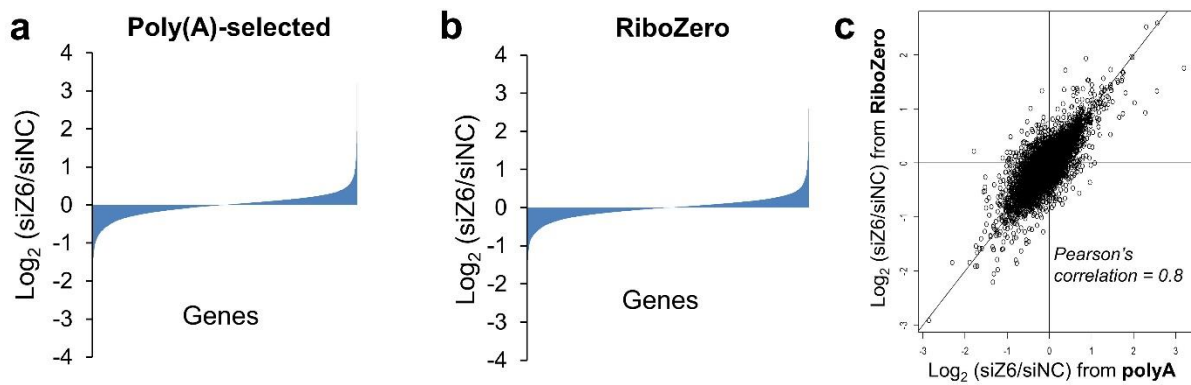 a
Poly(A)-selected
Log2 (siZ6/siNC)
4
3
2
1
0
-1
-2
-3
-4
Genes
b
RiboZero
Log2 (siZ6/siNC)
4
3
2
1
0
-1
-2
-3
-4
Genes
c
Log2 (siZ6/siNC) from RiboZero
2
1
0
-1
-2
-3
Pearson's
correlation = 0.8
-3 -2 -1 0 1 2 3
Log2 (siZ6/siNC) from polyA